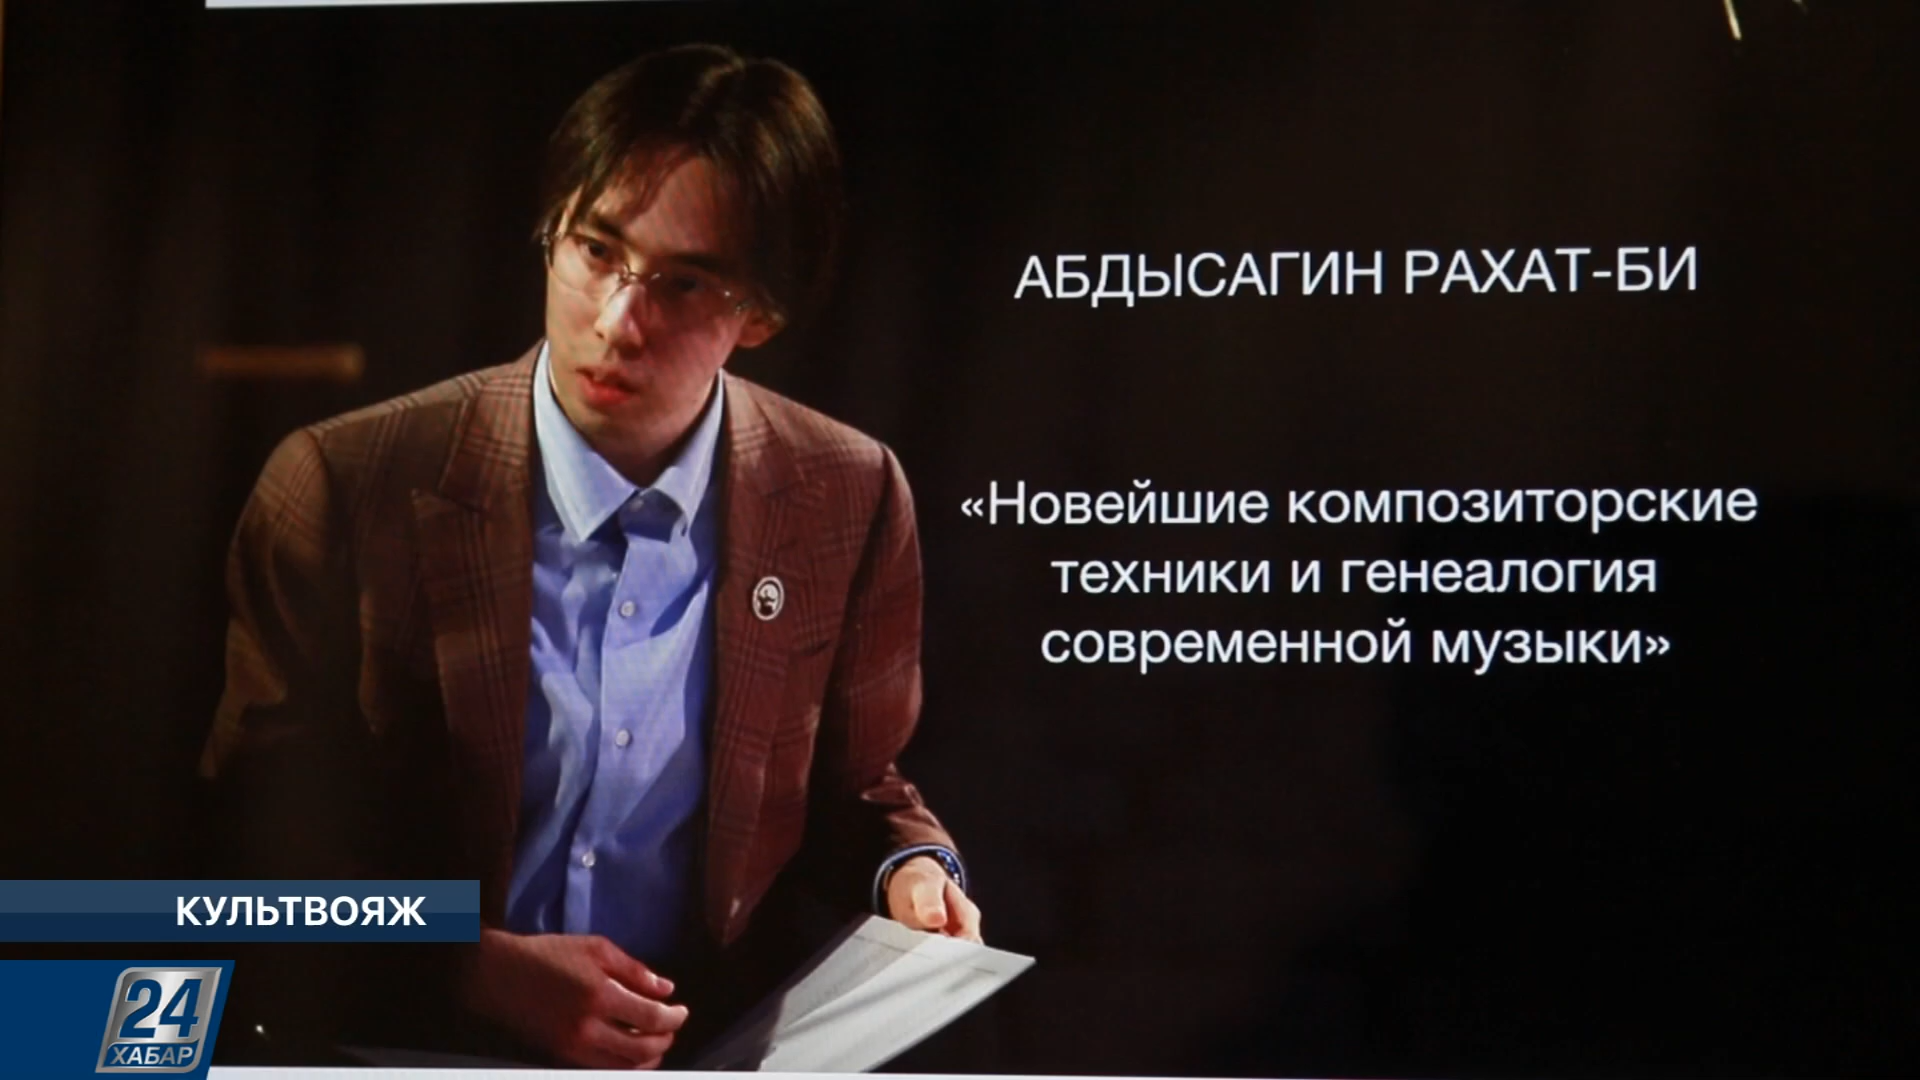 АБДЫСАГИН РАХАТ-БИ
«Новейшие композиторские
техники и генеалогия
современной музыки»
КУЛЬТВОЯЖ
24
ХАБАР